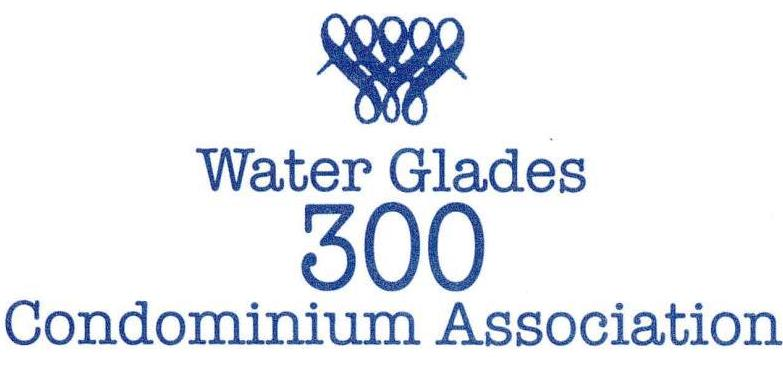 Water Glades
300
Condominium Association